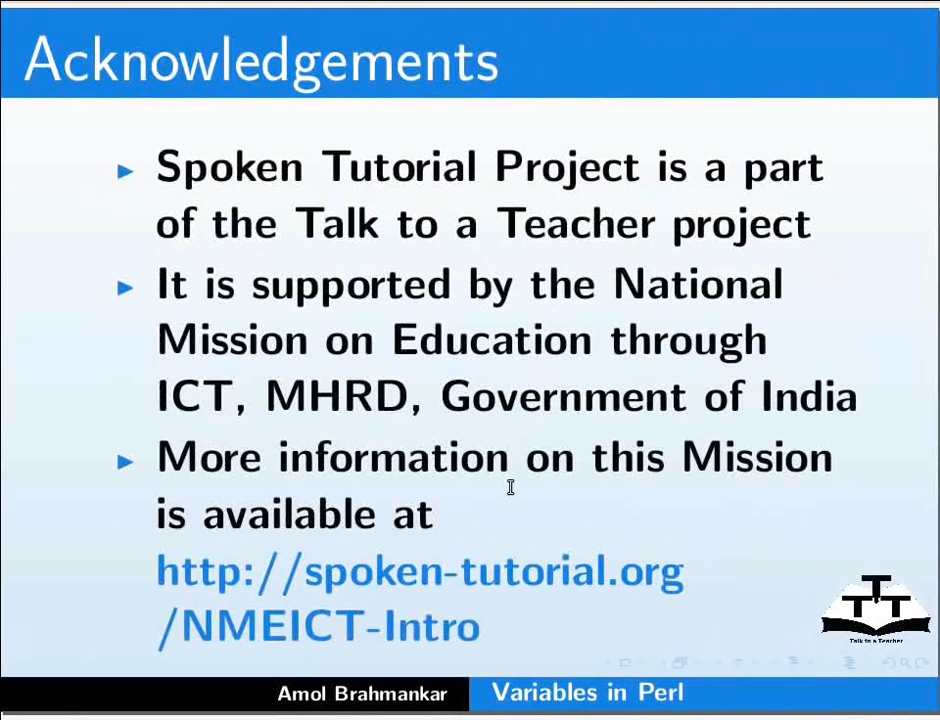 Acknowledgements
Spoken Tutorial Project is a part
of the Talk to a Teacher project
It is supported by the National
Mission on Education through
ICT, MHRD, Government of India
More information on this Mission
is available at
http://spoken-tutorial.org
/NMEICT-Intro
T
T T
Talk to a Teacher
Amol Brahmankar
Variables in Perl